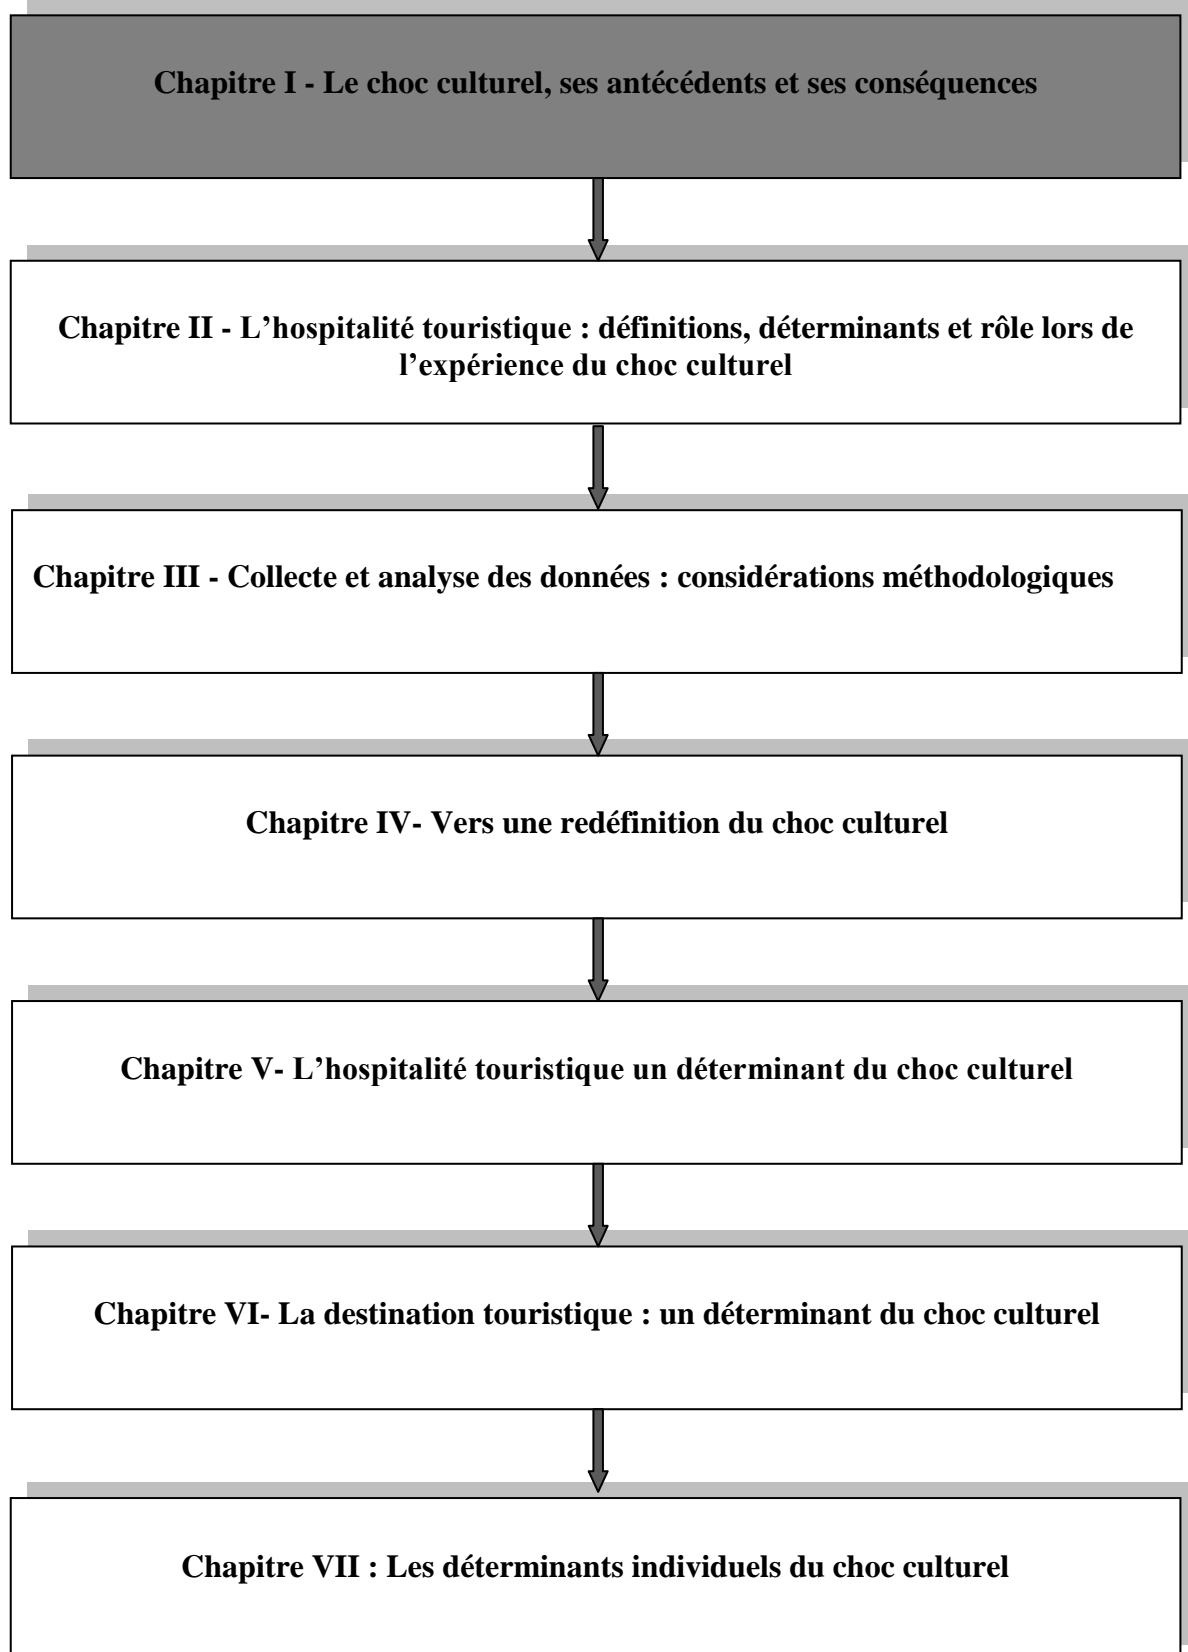 Chapitre I - Le choc culturel, ses antécédents et ses conséquences
Chapitre II - L’hospitalité touristique : définitions, déterminants et rôle lors de
l’expérience du choc culturel
Chapitre III - Collecte et analyse des données : considérations méthodologiques
Chapitre IV- Vers une redéfinition du choc culturel
Chapitre V- L’hospitalité touristique un déterminant du choc culturel
Chapitre VI- La destination touristique : un déterminant du choc culturel
Chapitre VII : Les déterminants individuels du choc culturel